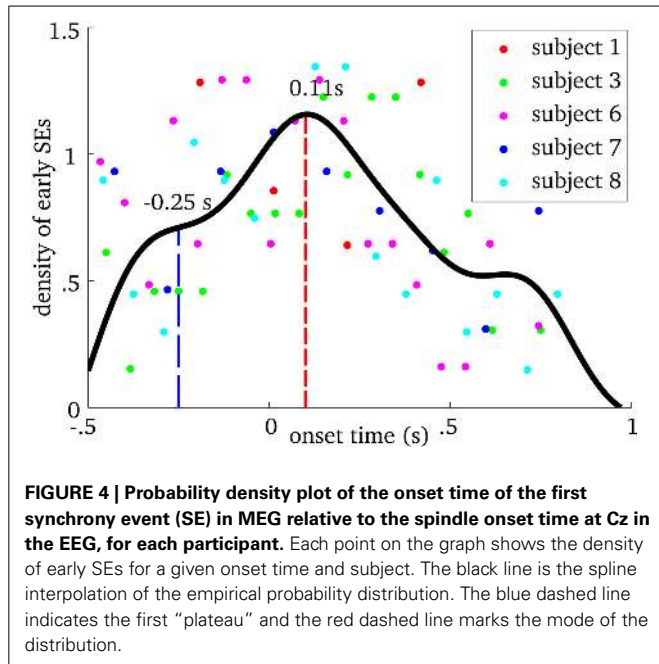 1.5
1
.5
0
density of early SEs
-0.25 s
0.11s
subject 1
subject 3
subject 6
subject 7
subject 8
-.5
0
.5
1
onset time (s)
FIGURE 4 | Probability density plot of the onset time of the first
synchrony event (SE) in MEG relative to the spindle onset time at Cz in
the EEG, for each participant. Each point on the graph shows the density
of early SEs for a given onset time and subject. The black line is the spline
interpolation of the empirical probability distribution. The blue dashed line
indicates the first “plateau” and the red dashed line marks the mode of the
distribution.